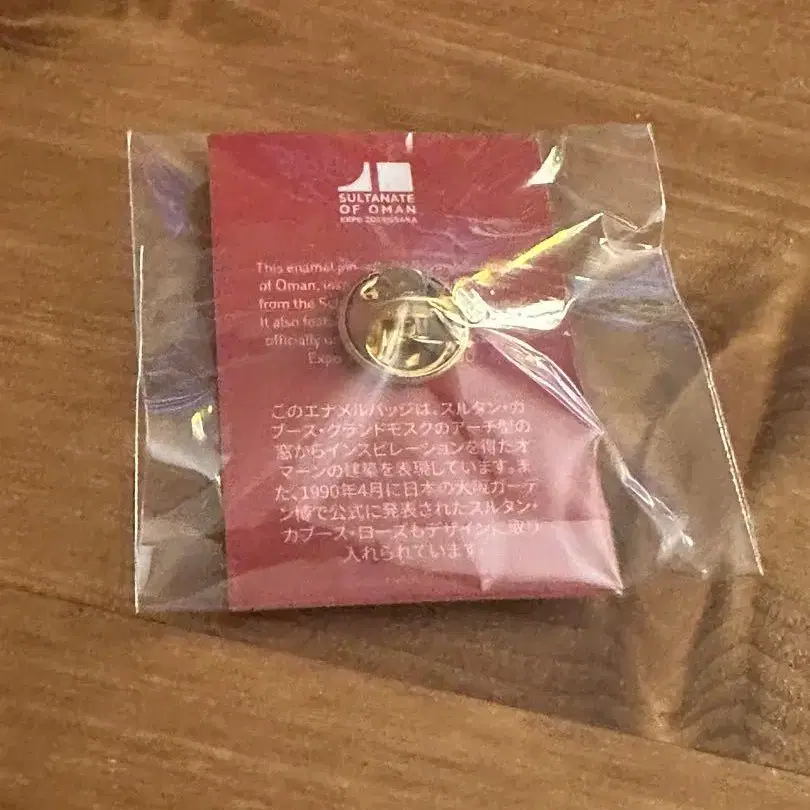 SULTANATE
OF OMAN
EXPO 2025 OSAKA
This enamel pin
of Oman,
from the
It also
officially
Expo
このエナメルバッジは、スルタン・カ
ブース・グランドモスクのアーチ型の
窓からインスピレーションを得たオ
マーンの建築を表現しています。ま
た、1990年4月に日本の大阪ガーデ
ン博で公式に発表されたスルタン・
カブース・ローズもデザインに取り
入れられています。